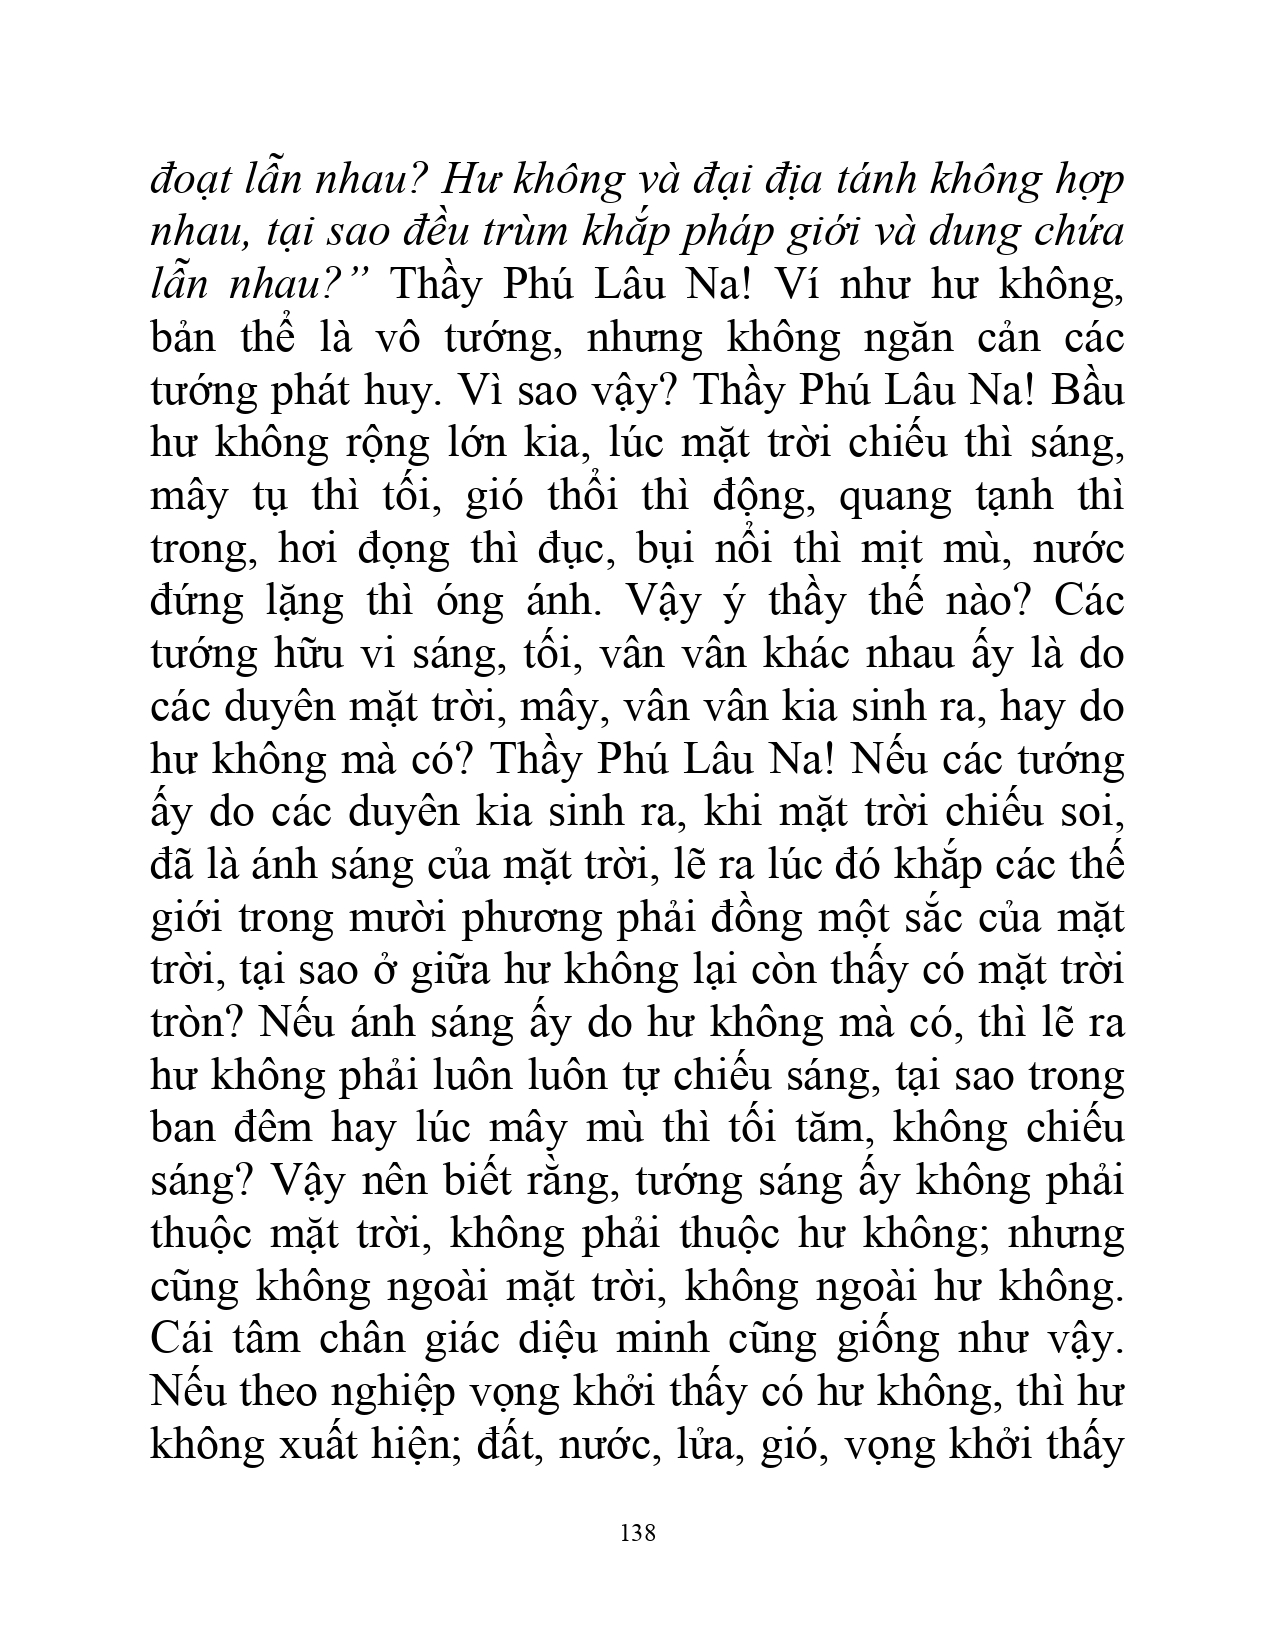 đoạt lẫn nhau? Hư không và đại địa tánh không hợp
nhau, tại sao đều trùm khắp pháp giới và dung chứa
lẫn nhau?” Thầy Phú Lâu Na! Ví như hư không,
bản thể là vô tướng, nhưng không ngăn cản các
tướng phát huy. Vì sao vậy? Thầy Phú Lâu Na! Bầu
hư không rộng lớn kia, lúc mặt trời chiếu thì sáng,
mây tụ thì tối, gió thổi thì động, quang tạnh thì
trong, hơi đọng thì đục, bụi nổi thì mịt mù, nước
đứng lặng thì óng ánh. Vậy ý thầy thế nào? Các
tướng hữu vi sáng, tối, vân vân khác nhau ấy là do
các duyên mặt trời, mây, vân vân kia sinh ra, hay do
hư không mà có? Thầy Phú Lâu Na! Nếu các tướng
ấy do các duyên kia sinh ra, khi mặt trời chiếu soi,
đã là ánh sáng của mặt trời, lẽ ra lúc đó khắp các thế
giới trong mười phương phải đồng một sắc của mặt
trời, tại sao ở giữa hư không lại còn thấy có mặt trời
tròn? Nếu ánh sáng ấy do hư không mà có, thì lẽ ra
hư không phải luôn luôn tự chiếu sáng, tại sao trong
ban đêm hay lúc mây mù thì tối tăm, không chiếu
sáng? Vậy nên biết rằng, tướng sáng ấy không phải
thuộc mặt trời, không phải thuộc hư không; nhưng
cũng không ngoài mặt trời, không ngoài hư không.
Cái tâm chân giác diệu minh cũng giống như vậy.
Nếu theo nghiệp vọng khởi thấy có hư không, thì hư
không xuất hiện; đất, nước, lửa, gió, vọng khởi thấy
138